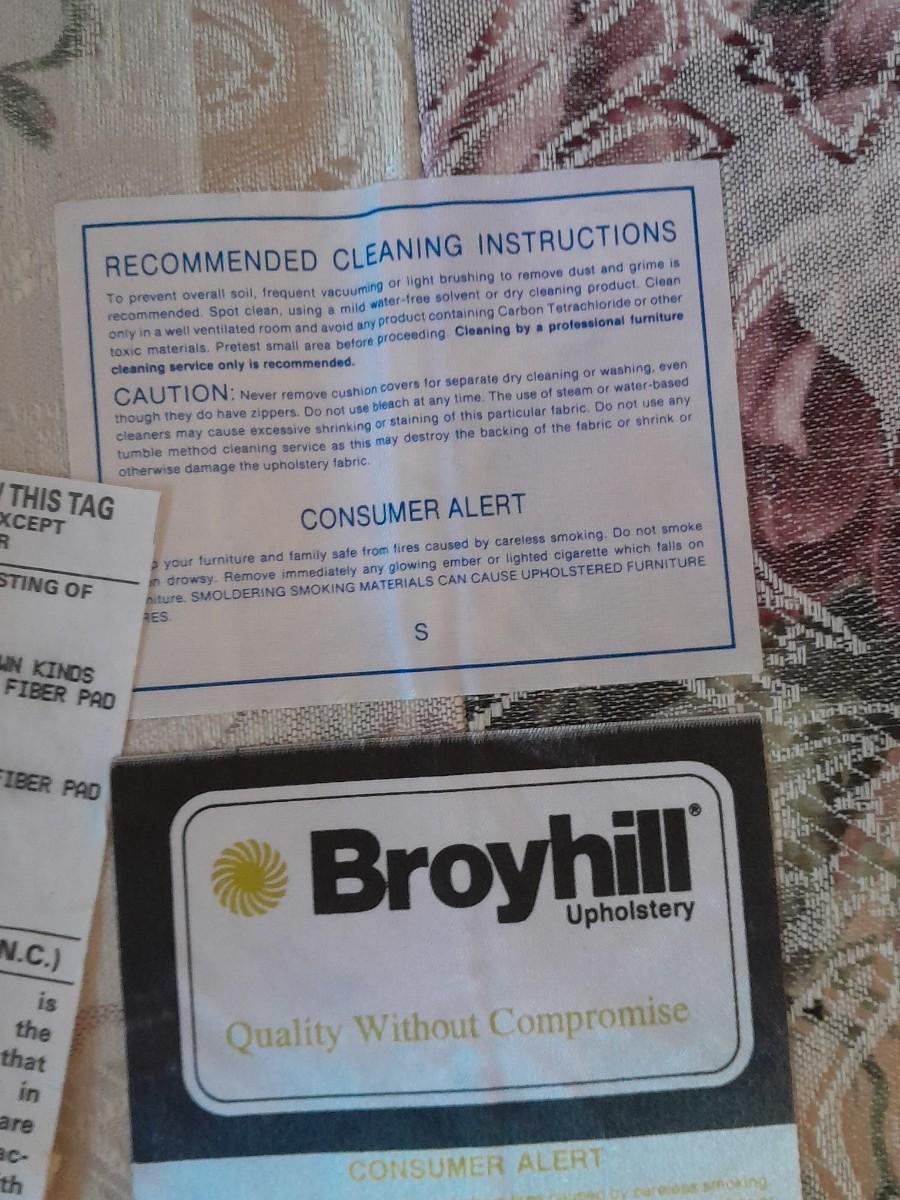 RECOMMENDED CLEANING INSTRUCTIONS
To prevent overall soil, frequent vacuuming or light brushing to remove dust and grime is
recommended. Spot clean, using a mild water-free solvent or dry cleaning product. Clean
only in a well ventilated room and avoid any product containing Carbon Tetrachloride or other
toxic materials. Pretest small area before proceeding. Cleaning by a professional furniture
cleaning service only is recommended.
CAUTION: Never remove cushion covers for separate dry cleaning or washing, even
though they do have zippers. Do not use bleach at any time. The use of steam or water-based
cleaners may cause excessive shrinking or staining of this particular fabric. Do not use any
tumble method cleaning service as this may destroy the backing of the fabric or shrink or
otherwise damage the upholstery fabric.
CONSUMER ALERT
your furniture and family safe from fires caused by careless smoking. Do not smoke
drowsy. Remove immediately any glowing ember or lighted cigarette which falls on
niture. SMOLDERING SMOKING MATERIALS CAN CAUSE UPHOLSTERED FURNITURE
RES.
S
THIS TAG
XCEPT
R
STING OF
WN KINDS
FIBER PAD
FIBER PAD
N.C.)
is
the
that
in
are
ac-
th
Broyhill®
Upholstery
Quality Without Compromise
CONSUMER ALERT
fires caused by careless smoking.